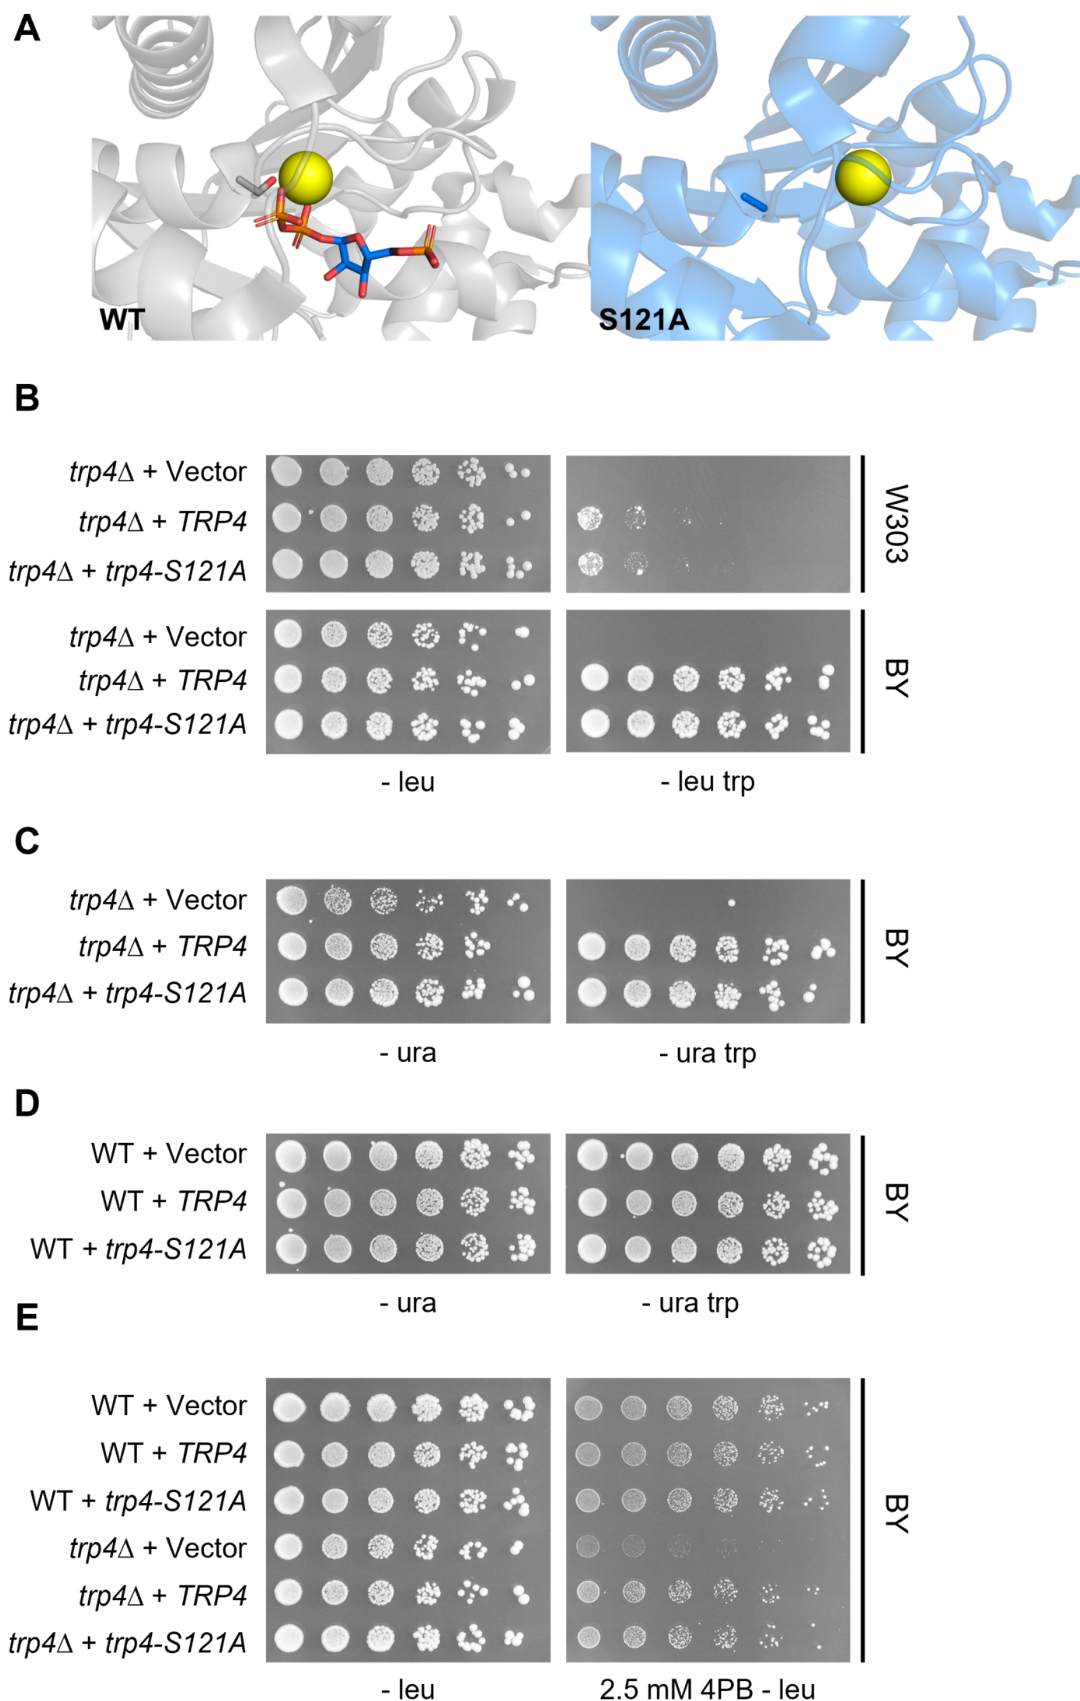 A
WT
S121A
B
trp4Δ + Vector
trp4Δ + TRP4
trp4Δ + trp4-S121A
W303
trp4Δ + Vector
trp4Δ + TRP4
trp4Δ + trp4-S121A
BY
- leu
- leu trp
C
trp4Δ + Vector
trp4Δ + TRP4
trp4Δ + trp4-S121A
BY
- ura
- ura trp
D
WT + Vector
WT + TRP4
WT + trp4-S121A
BY
- ura
- ura trp
E
WT + Vector
WT + TRP4
WT + trp4-S121A
trp4Δ + Vector
trp4Δ + TRP4
trp4Δ + trp4-S121A
BY
- leu
2.5 mM 4PB - leu